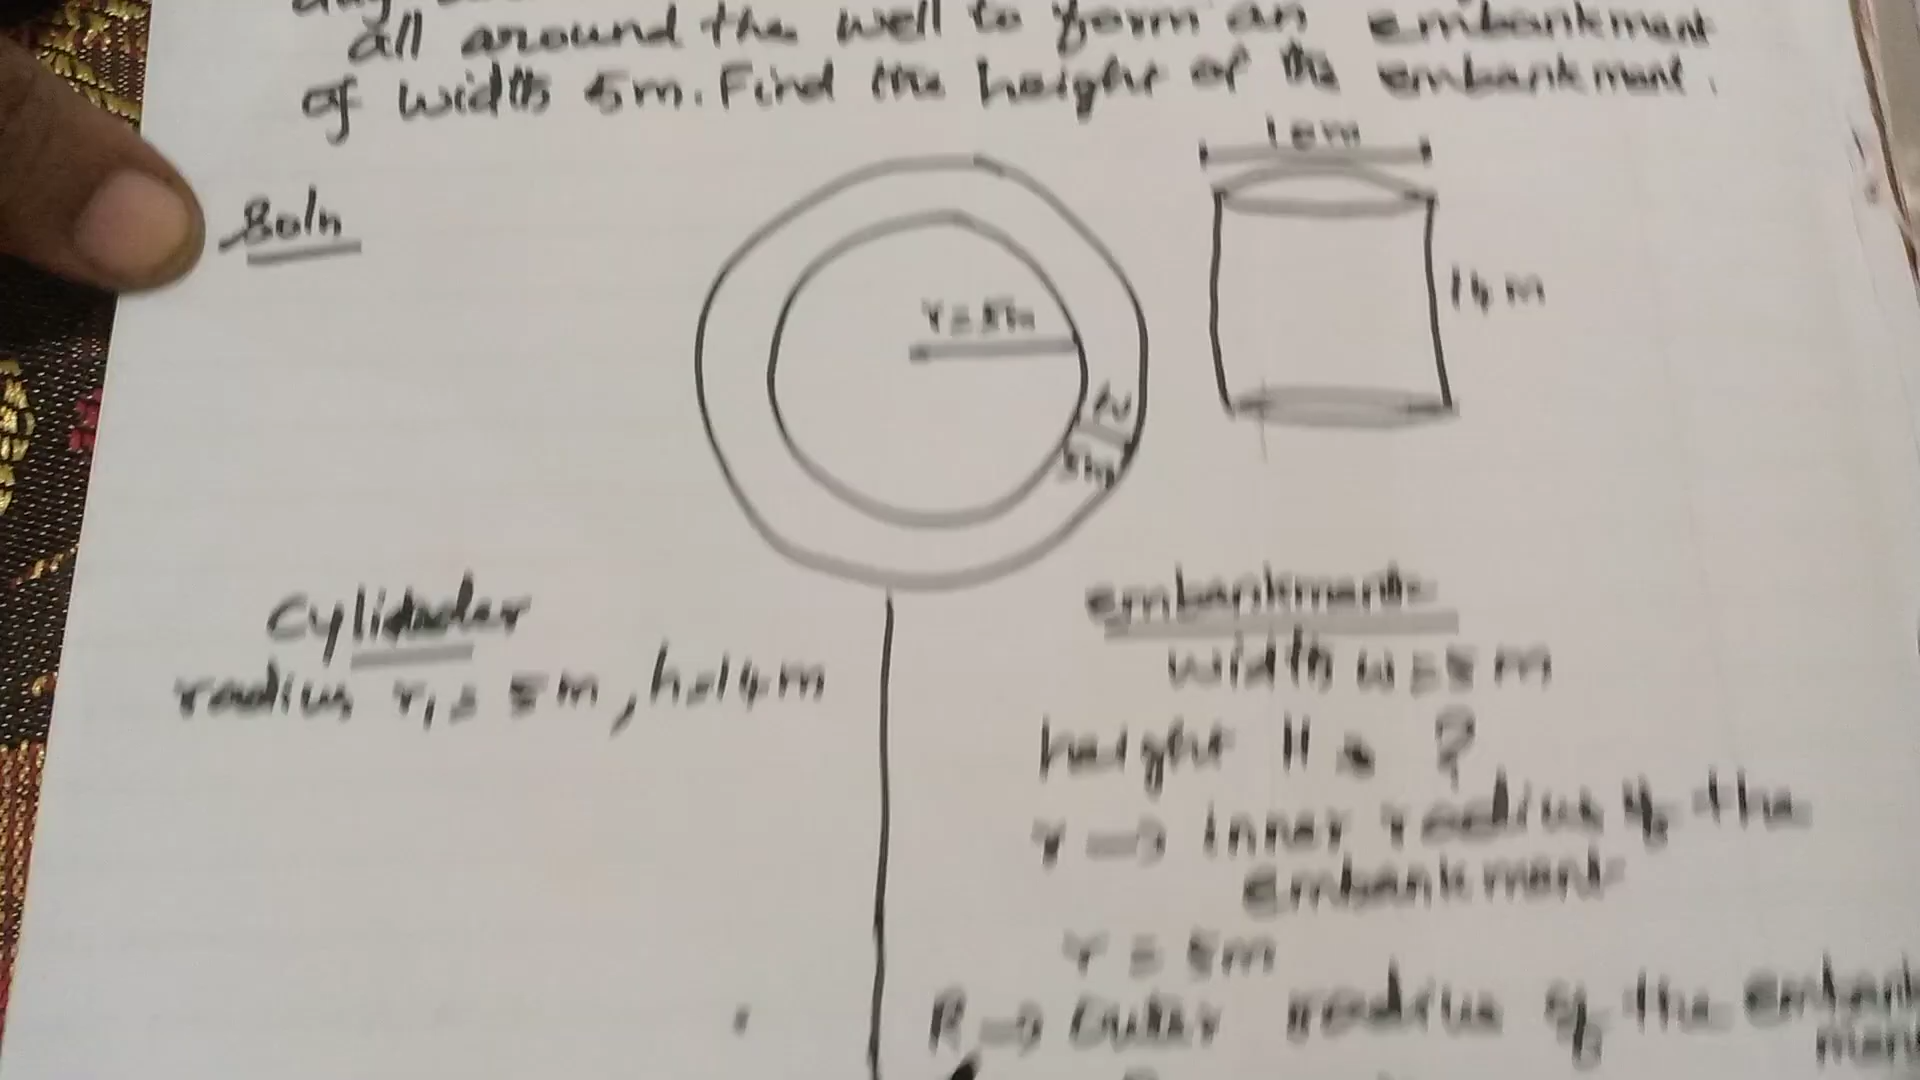 all around the well to form an embankment
of width 5m. Find the height of the embankment.
10m
Soln
r = 5m
14m
w
5m
Cylinder
embankment
radius r₁ = 5m, h=14m
width w = 5m
height H = ?
r → inner radius of the
embankment
r = 5m
R → outer radius of the embank
ment